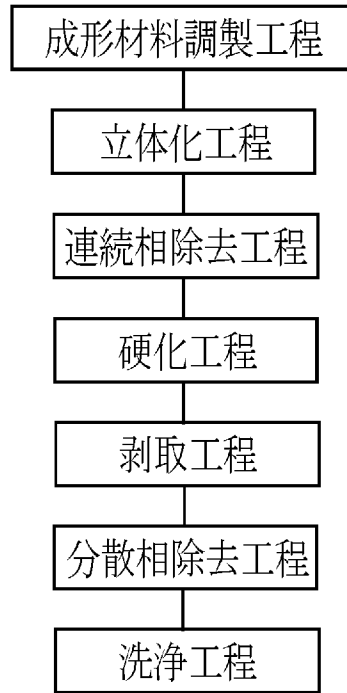 成形材料調製工程
立体化工程
連続相除去工程
硬化工程
剥取工程
分散相除去工程
洗浄工程